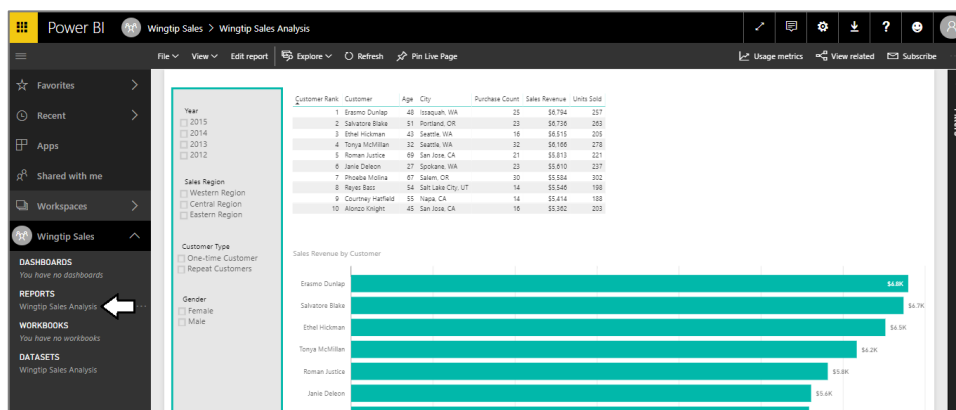 Power BI Wingtip Sales > Wingtip Sales Analysis
File View Edit report Explore Refresh Pin Live Page Usage metrics View related Subscribe
Favorites
Recent
Apps
Shared with me
Workspaces
Wingtip Sales
DASHBOARDS
You have no dashboards
REPORTS
Wingtip Sales Analysis
WORKBOOKS
You have no workbooks
DATASETS
Wingtip Sales Analysis
Year
2015
2014
2013
2012
Sales Region
Western Region
Central Region
Eastern Region
Customer Type
One-time Customer
Repeat Customers
Gender
Female
Male
Customer Rank Customer Age City Purchase Count Sales Revenue Units Sold
1 Erasmo Dunlap 48 Issaquah, WA 25 $6,794 257
2 Salvatore Blake 51 Portland, OR 23 $6,736 263
3 Ethel Hickman 43 Seattle, WA 16 $6,515 205
4 Tonya McMillan 32 Seattle, WA 32 $6,166 278
5 Roman Justice 69 San Jose, CA 21 $5,813 221
6 Janie Deleon 27 Spokane, WA 23 $5,610 237
7 Phoebe Molina 67 Salem, OR 30 $5,584 302
8 Reyes Bass 54 Salt Lake City, UT 14 $5,546 198
9 Courtney Hatfield 55 Napa, CA 14 $5,414 188
10 Alonzo Knight 45 San Jose, CA 16 $5,362 203
Sales Revenue by Customer
Erasmo Dunlap $6.8K
Salvatore Blake $6.7K
Ethel Hickman $6.5K
Tonya McMillan $6.2K
Roman Justice $5.8K
Janie Deleon $5.6K